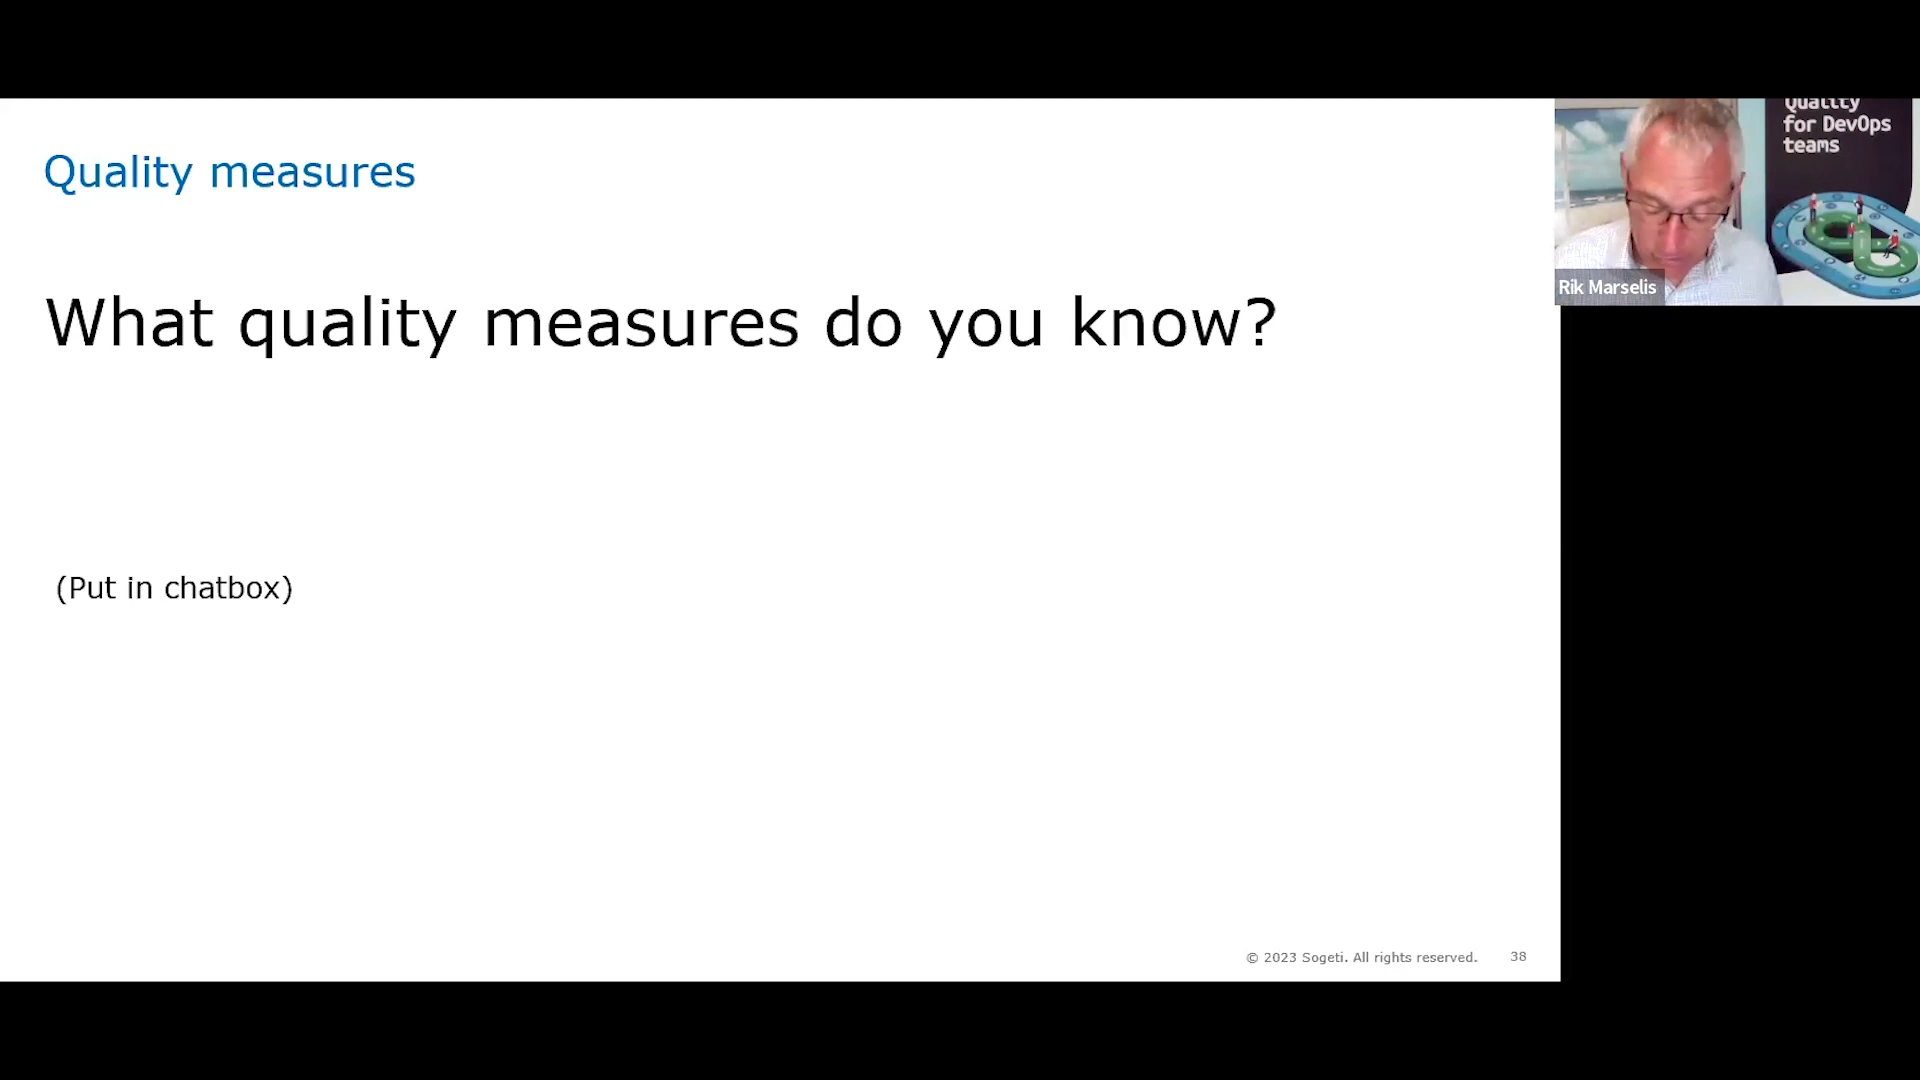 Quality measures
What quality measures do you know?
(Put in chatbox)
© 2023 Sogeti. All rights reserved. 38
Quality
for DevOps
teams
Rik Marselis